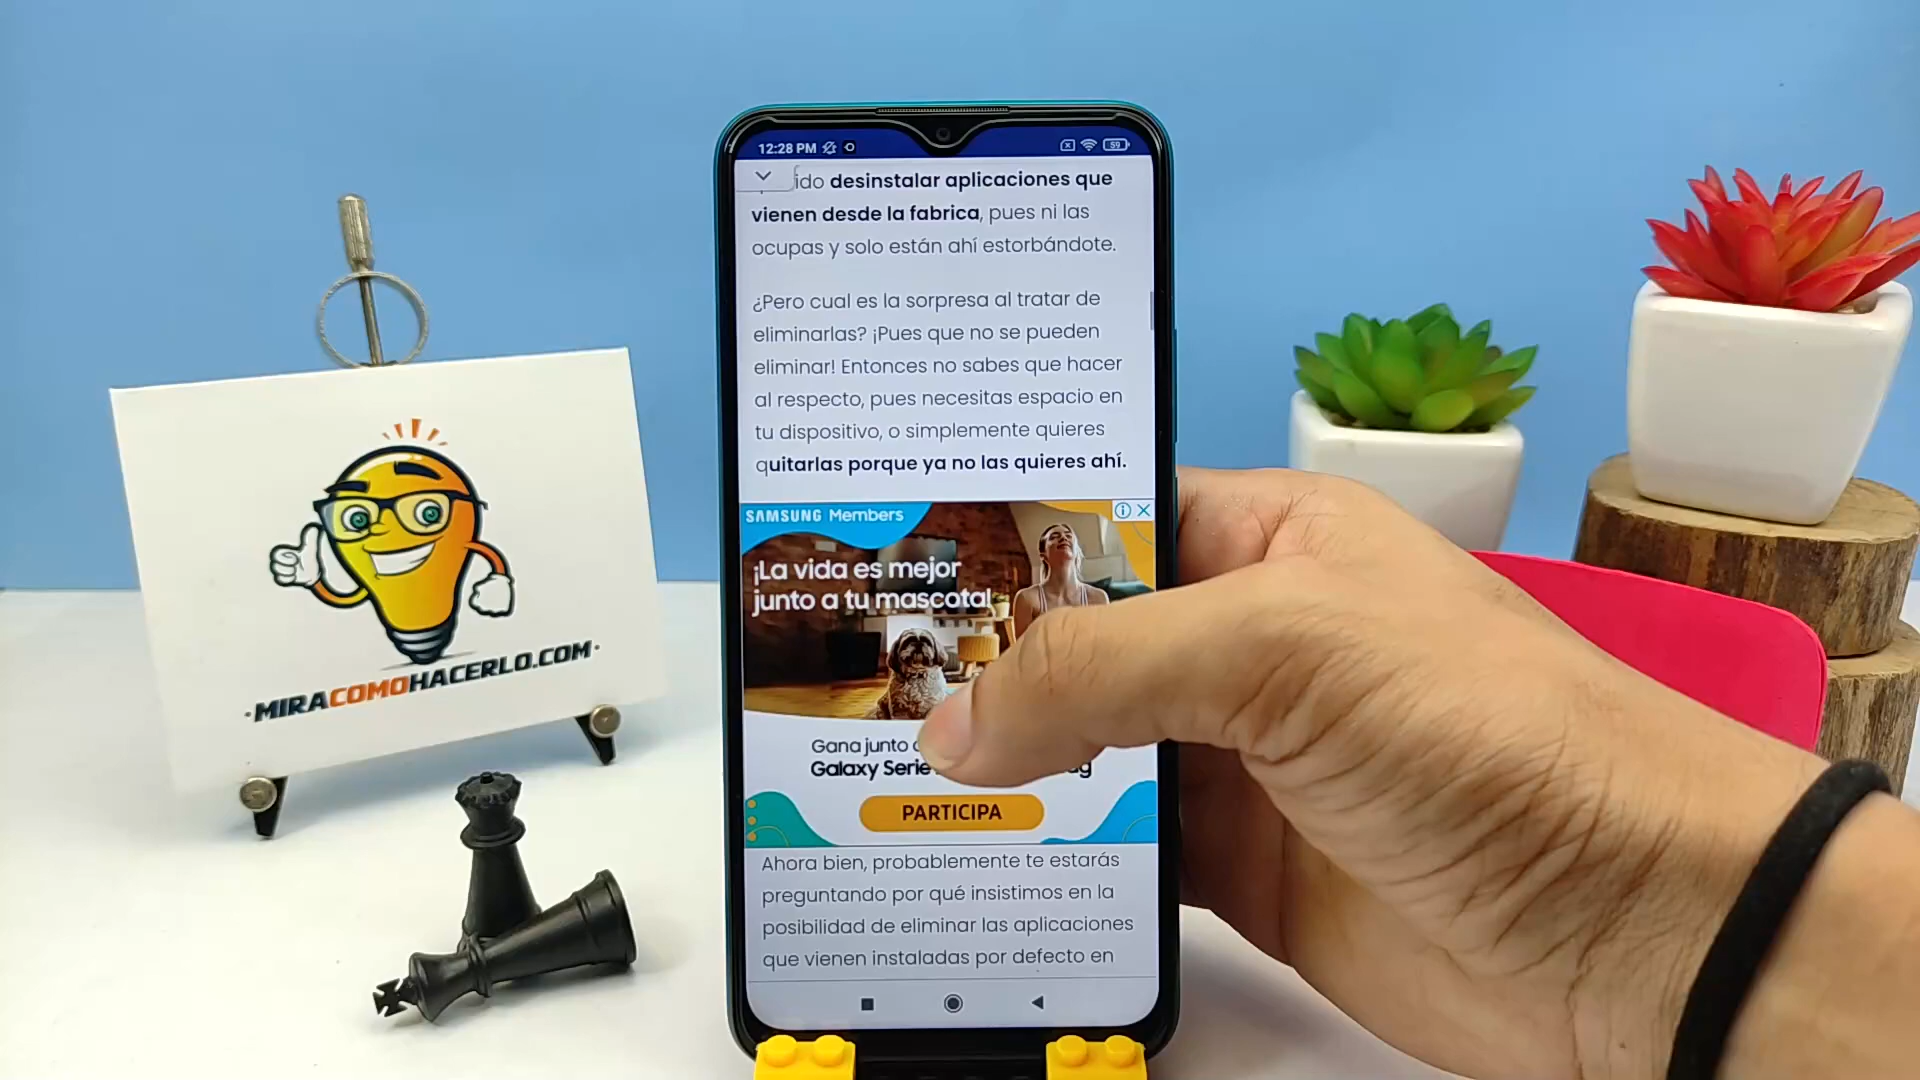 ·MIRACOMOHACERLO.COM·
12:28 PM
59
ido desinstalar aplicaciones que
vienen desde la fabrica, pues ni las
ocupas y solo están ahí estorbándote.
¿Pero cual es la sorpresa al tratar de
eliminarlas? ¡Pues que no se pueden
eliminar! Entonces no sabes que hacer
al respecto, pues necesitas espacio en
tu dispositivo, o simplemente quieres
quitarlas porque ya no las quieres ahí.
SAMSUNG Members
¡La vida es mejor
junto a tu mascota!
Gana junto
Galaxy Serie
PARTICIPA
Ahora bien, probablemente te estarás
preguntando por qué insistimos en la
posibilidad de eliminar las aplicaciones
que vienen instaladas por defecto en